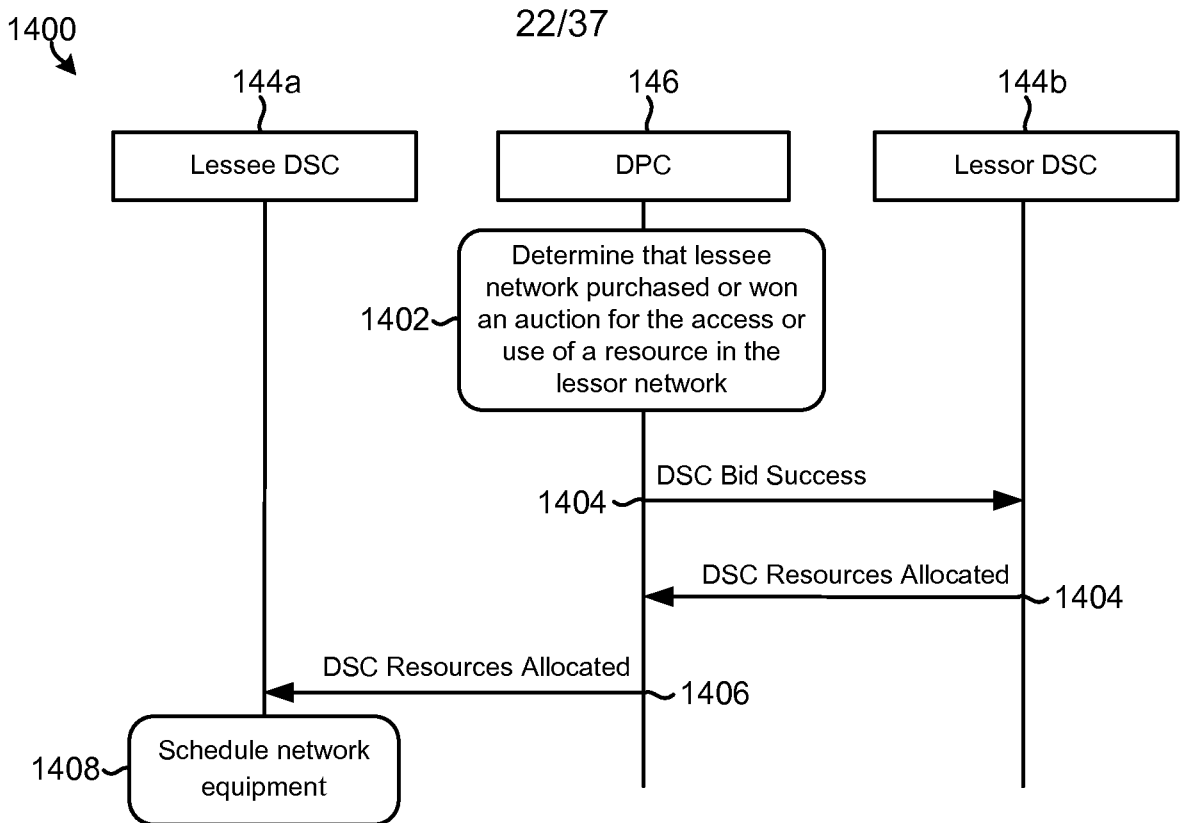 22/37
1400
144a
146
144b
Lessee DSC
DPC
Lessor DSC
Determine that lessee
network purchased or won
an auction for the access or
use of a resource in the
lessor network
1402
DSC Bid Success
1404
DSC Resources Allocated
1404
DSC Resources Allocated
1406
Schedule network
equipment
1408